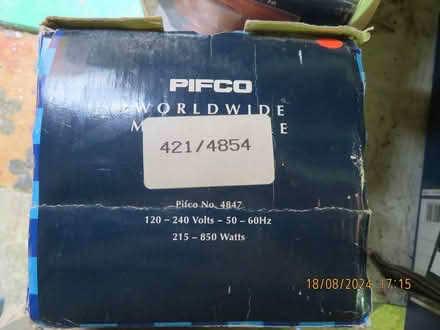 PIFCO
WORLDWIDE
421/4854
Pifco No. 4847
120 – 240 Volts ~ 50 – 60Hz
215 – 850 Watts
18/08/2024 17:15